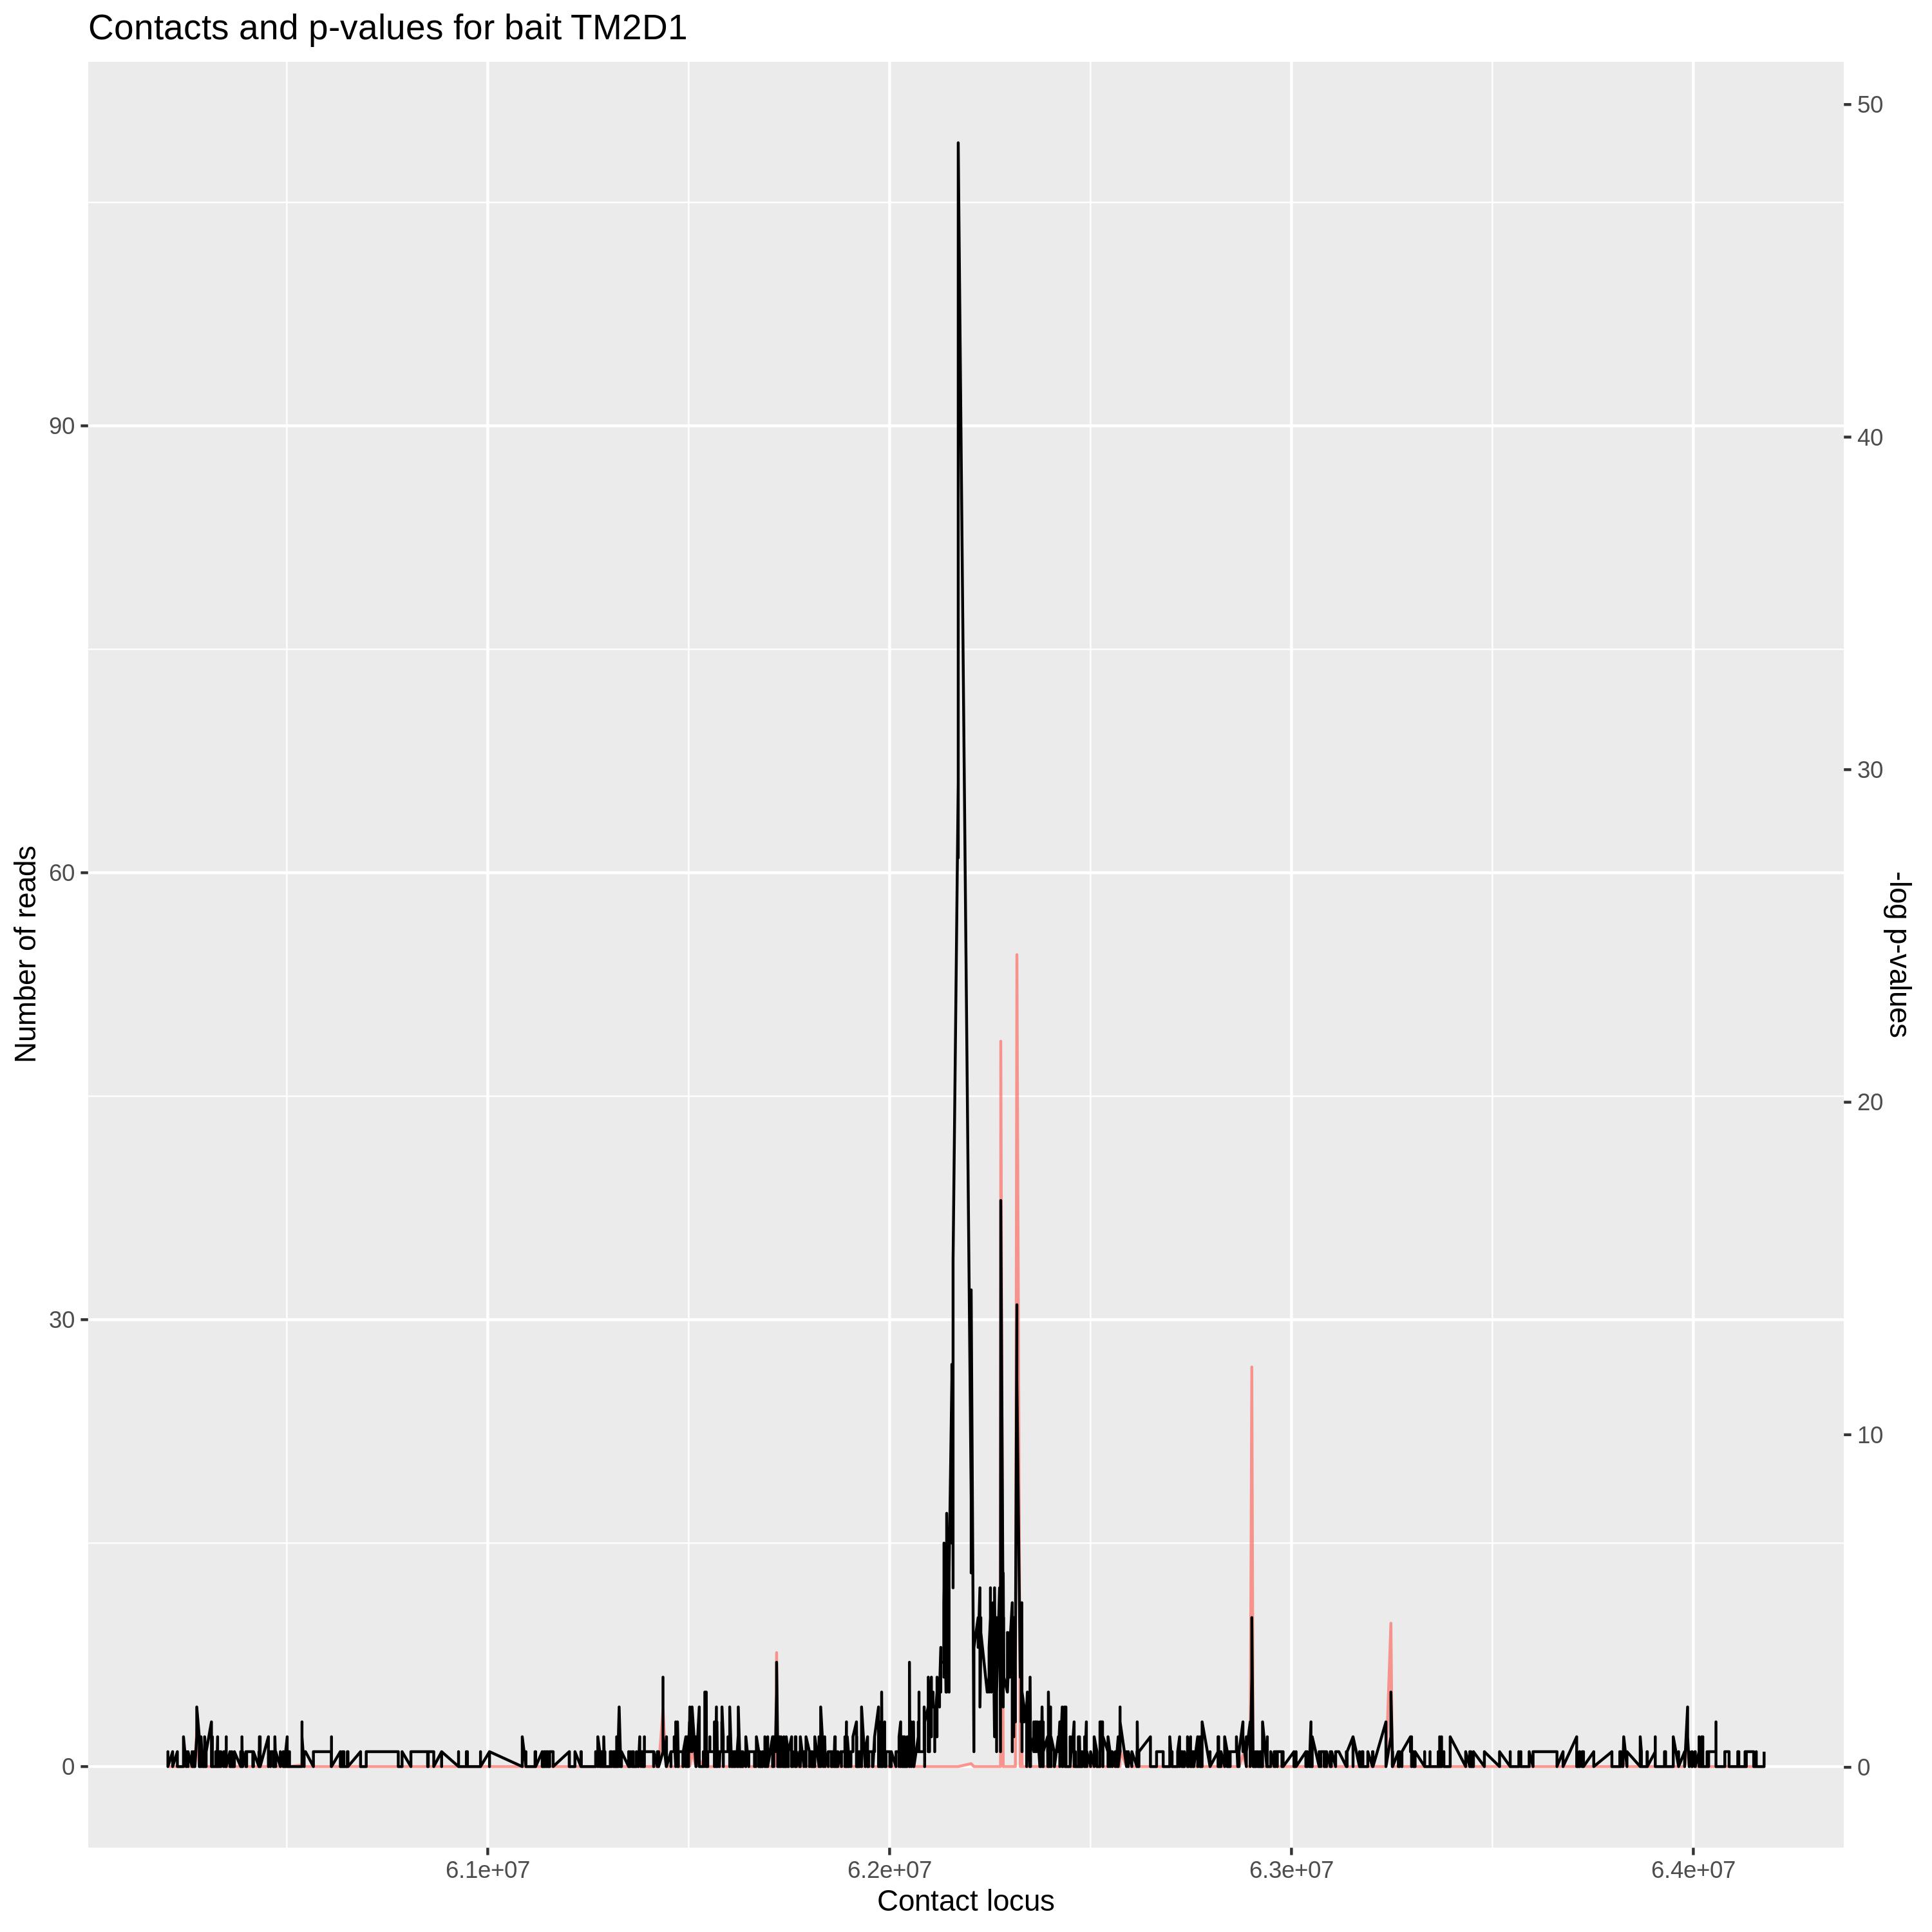 Contacts and p-values for bait TM2D1
Number of reads
90
60
30
0
50
40
30
20
10
0
-log p-values
6.1e+07 6.2e+07 6.3e+07 6.4e+07
Contact locus